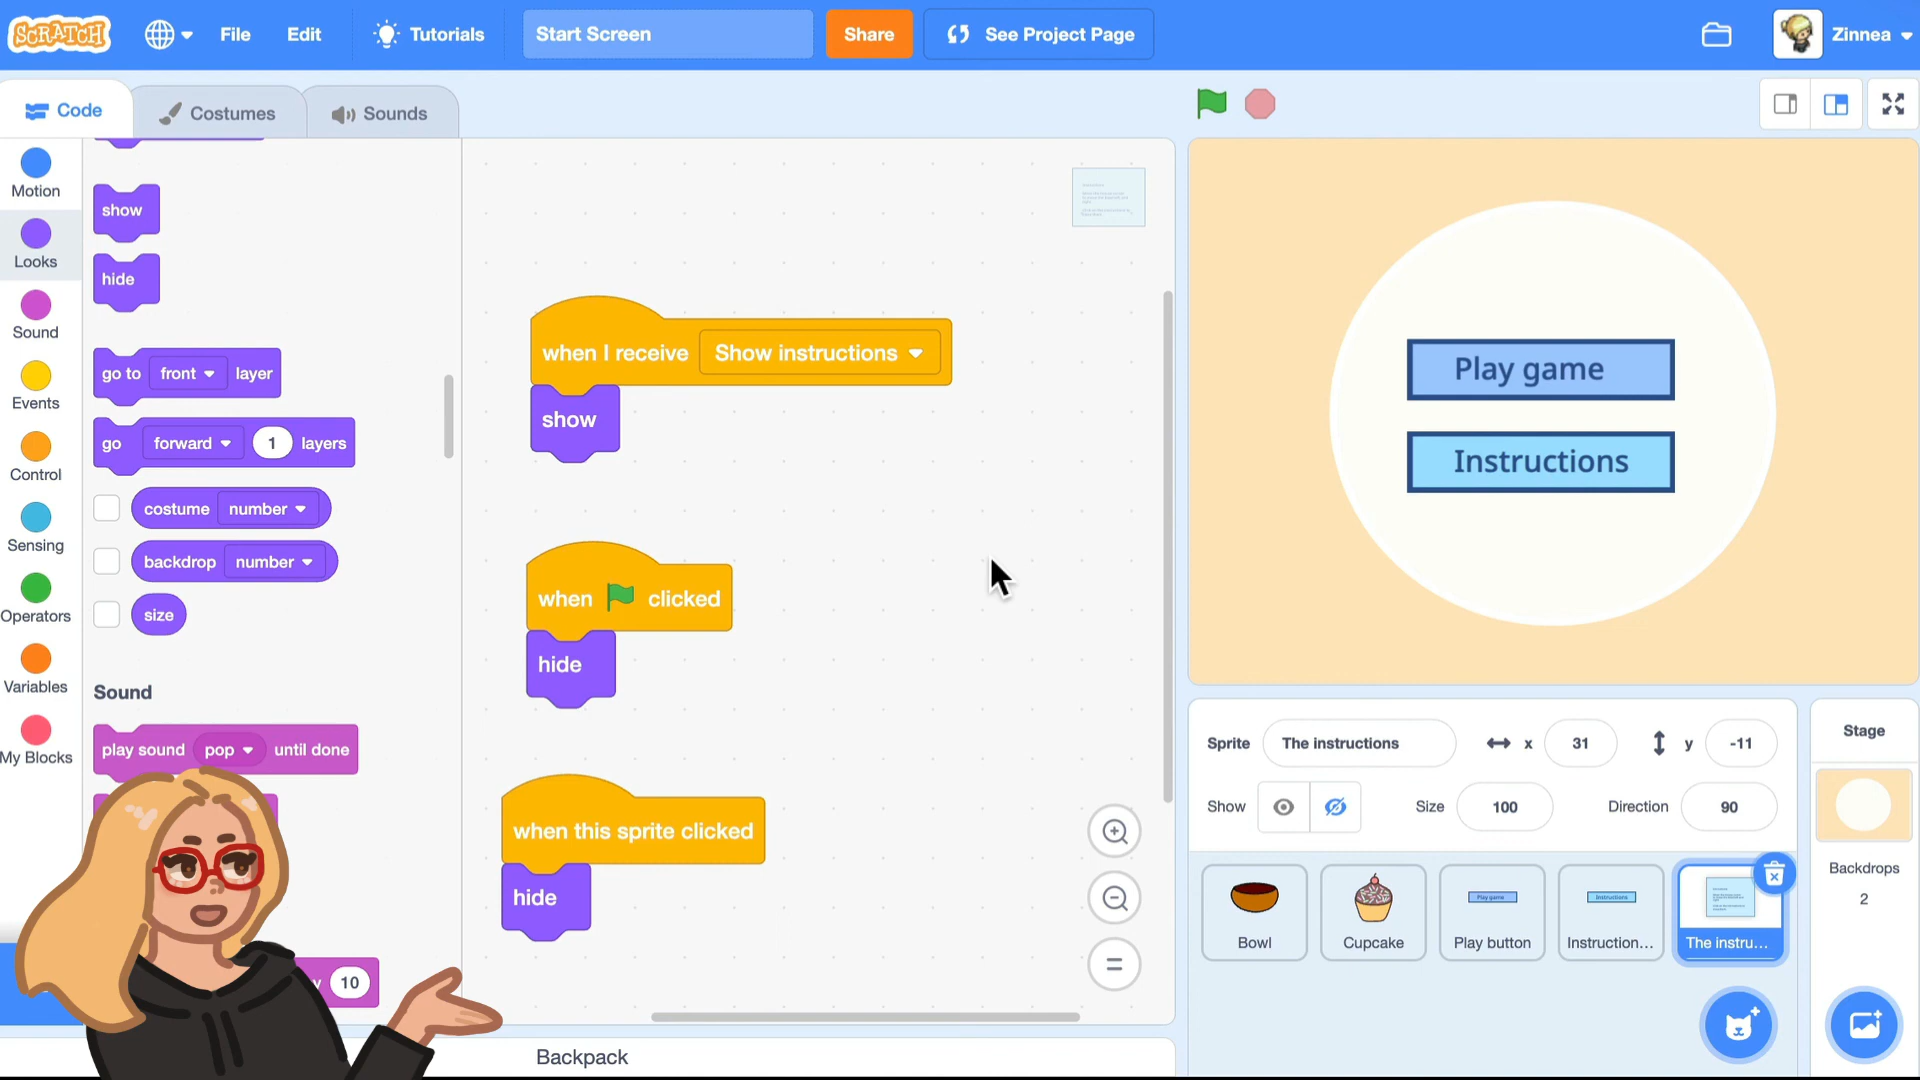 SCRATCH
File
Edit
Tutorials
Start Screen
Share
See Project Page
Zinnea
Code
Costumes
Sounds
Motion
Looks
Sound
Events
Control
Sensing
Operators
Variables
My Blocks
show
hide
go to front layer
go forward 1 layers
costume number
backdrop number
size
Sound
play sound pop until done
10
when I receive Show instructions
show
when clicked
hide
when this sprite clicked
hide
Backpack
Play game
Instructions
Sprite The instructions x 31 y -11
Show Size 100 Direction 90
Bowl
Cupcake
Play game
Play button
Instructions
Instruction...
The instru...
Stage
Backdrops
2